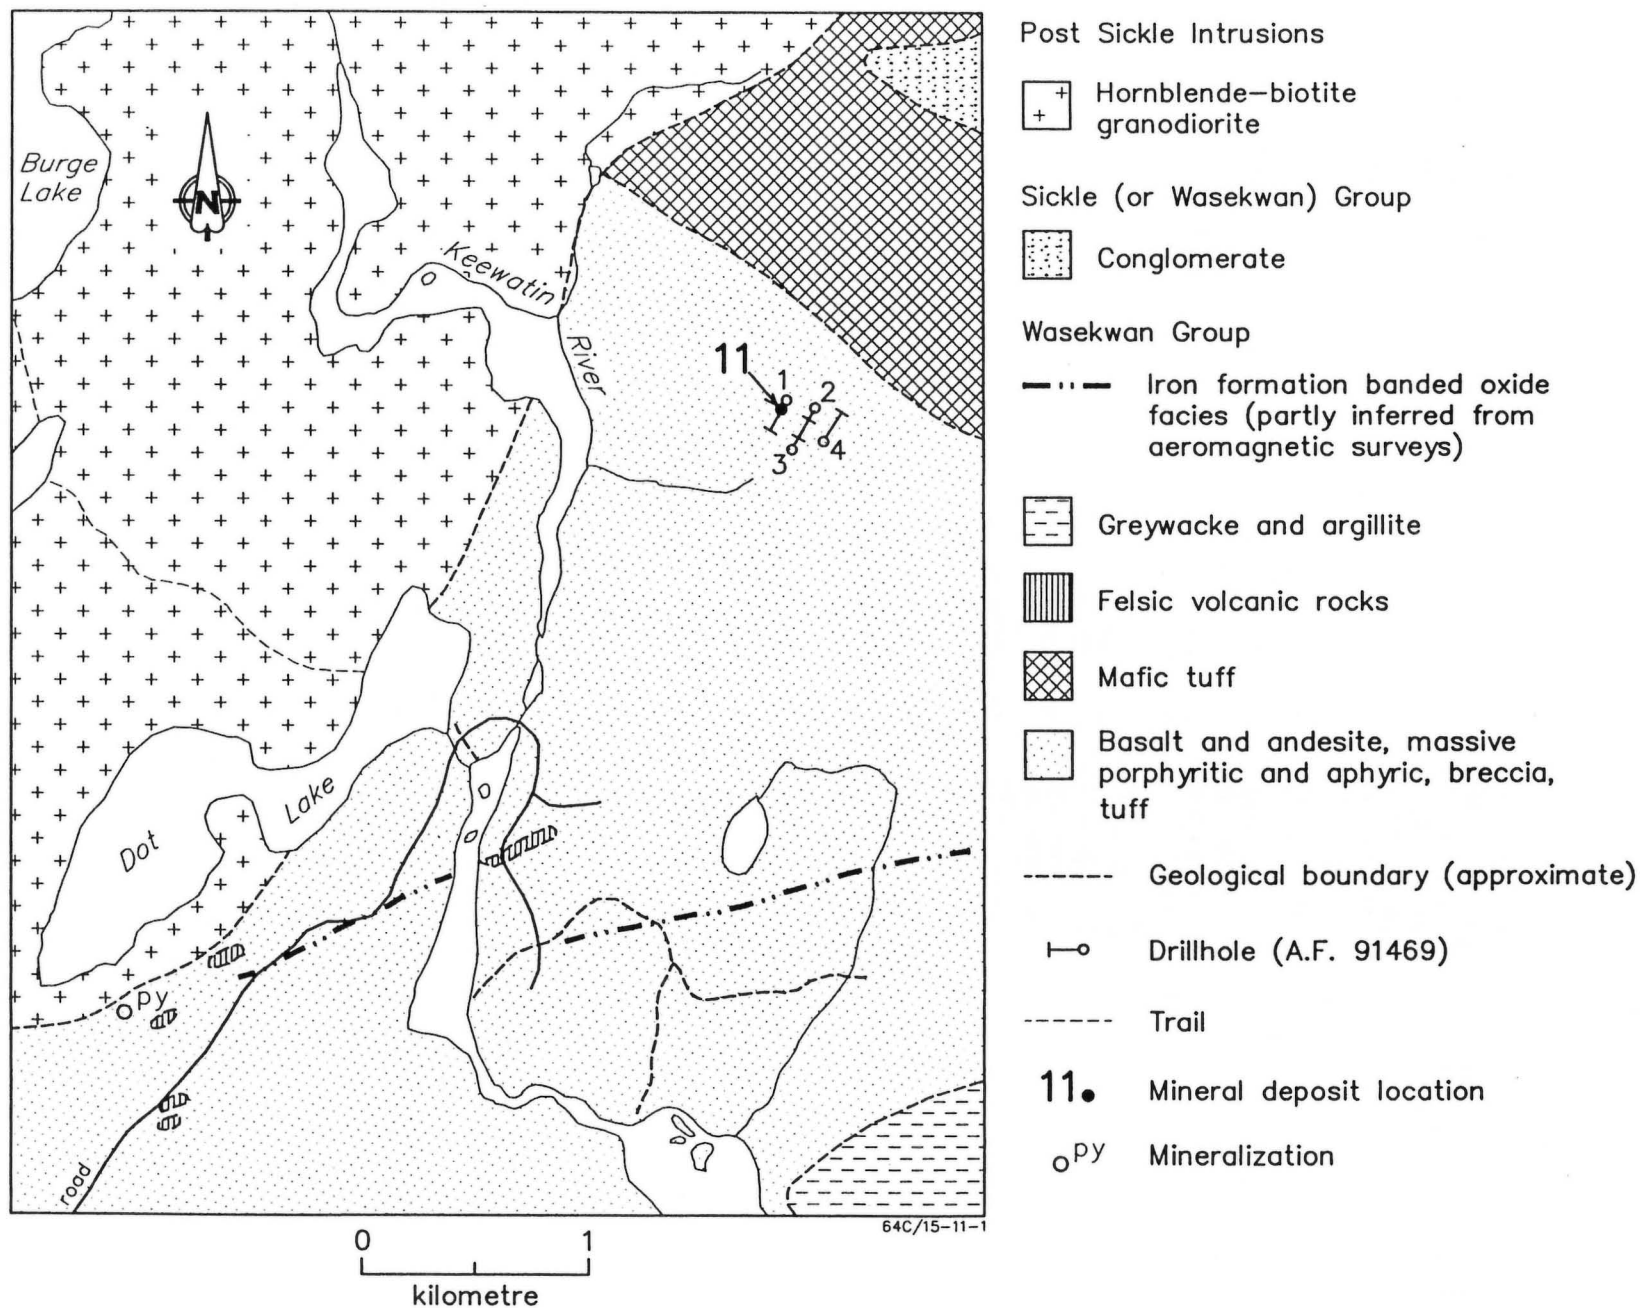 Burge
Lake
N
Keewatin
River
11
1
2
3
4
Dot
Lake
py
road
64C/15-11-1
0 1
kilometre
Post Sickle Intrusions
Hornblende-biotite
granodiorite
Sickle (or Wasekwan) Group
Conglomerate
Wasekwan Group
Iron formation banded oxide
facies (partly inferred from
aeromagnetic surveys)
Greywacke and argillite
Felsic volcanic rocks
Mafic tuff
Basalt and andesite, massive
porphyritic and aphyric, breccia,
tuff
Geological boundary (approximate)
Drillhole (A.F. 91469)
Trail
11 Mineral deposit location
py Mineralization